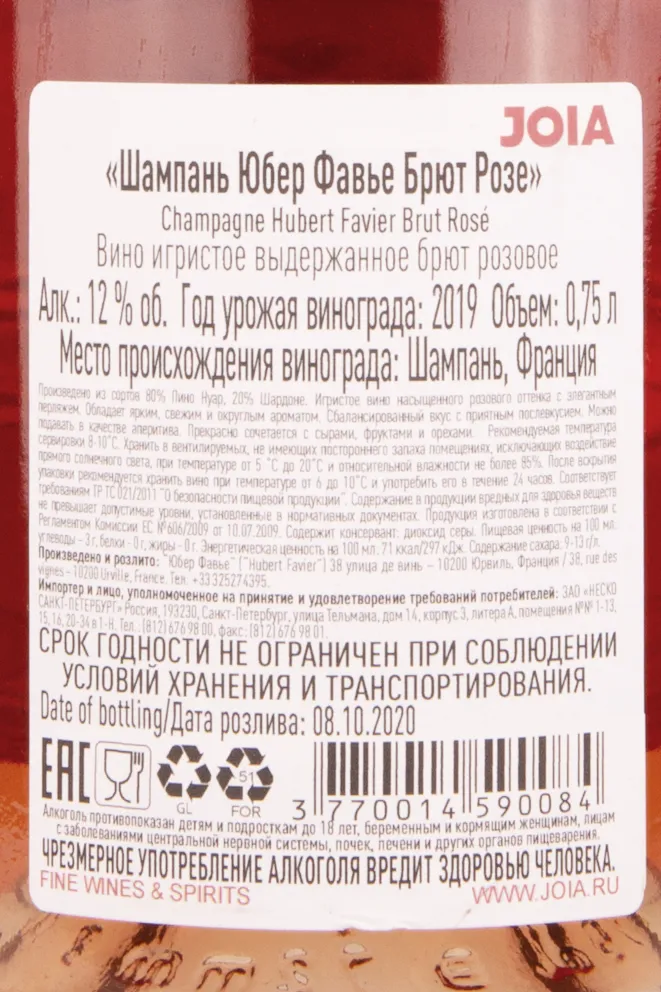 JOIA
«Шампань Юбер Фавье Брют Розе»
Champagne Hubert Favier Brut Rosé
Вино игристое выдержанное брют розовое
Алк.: 12 % об. Год урожая винограда: 2019 Объем: 0,75 л
Место происхождения винограда: Шампань, Франция
Произведено из сортов 80% Пино Нуар, 20% Шардоне. Игристое вино насыщенного розового оттенка с элегантным
перляжем. Обладает ярким, свежим и округлым ароматом. Сбалансированный вкус с приятным послевкусием. Можно
подавать в качестве аперитива. Прекрасно сочетается с сырами, фруктами и орехами. Рекомендуемая температура
сервировки 8-10°С. Хранить в вентилируемых, не имеющих постороннего запаха помещениях, исключающих воздействие
прямого солнечного света, при температуре от 5 °С до 20°С и относительной влажности не более 85%. После вскрытия
упаковки рекомендуется хранить вино при температуре от 6 до 10°С и употребить его в течение 24 часов. Соответствует
требованиям ТР ТС 021/2011 "О безопасности пищевой продукции". Содержание в продукции вредных для здоровья веществ
не превышает допустимые уровни, установленные в нормативных документах. Продукция изготовлена в соответствии с
Регламентом Комиссии ЕС №606/2009 от 10.07.2009. Содержит консервант: диоксид серы. Пищевая ценность на 100 мл.
углеводы - 3 г, белки - 0 г, жиры - 0 г. Энергетическая ценность на 100 мл. 71 ккал/297 кДж. Содержание сахара: 9-13 г/л.
Произведено и розлито: "Юбер Фавье" ("Hubert Favier") 38 улица де винь – 10200 Юрвиль, Франция / 38, rue des
vignes - 10200 Urville, France. Тел. +33 325274395.
Импортер и лицо, уполномоченное на принятие и удовлетворение требований потребителей: ЗАО «НЕСКО
САНКТ-ПЕТЕРБУРГ» Россия, 193230, Санкт-Петербург, улица Тельмана, дом 14, корпус 3, литера А, помещения №№ 1-13,
15, 16, 20-34 в 1-Н. Тел.: (812) 676 98 00, факс: (812) 676 98 01.
СРОК ГОДНОСТИ НЕ ОГРАНИЧЕН ПРИ СОБЛЮДЕНИИ
УСЛОВИЙ ХРАНЕНИЯ И ТРАНСПОРТИРОВАНИЯ.
Date of bottling/Дата розлива: 08.10.2020
EAC
51
GL
FOR
3 770014 590084
Алкоголь противопоказан детям и подросткам до 18 лет, беременным и кормящим женщинам, лицам
с заболеваниями центральной нервной системы, почек, печени и других органов пищеварения.
ЧРЕЗМЕРНОЕ УПОТРЕБЛЕНИЕ АЛКОГОЛЯ ВРЕДИТ ЗДОРОВЬЮ ЧЕЛОВЕКА.
FINE WINES & SPIRITS
WWW.JOIA.RU